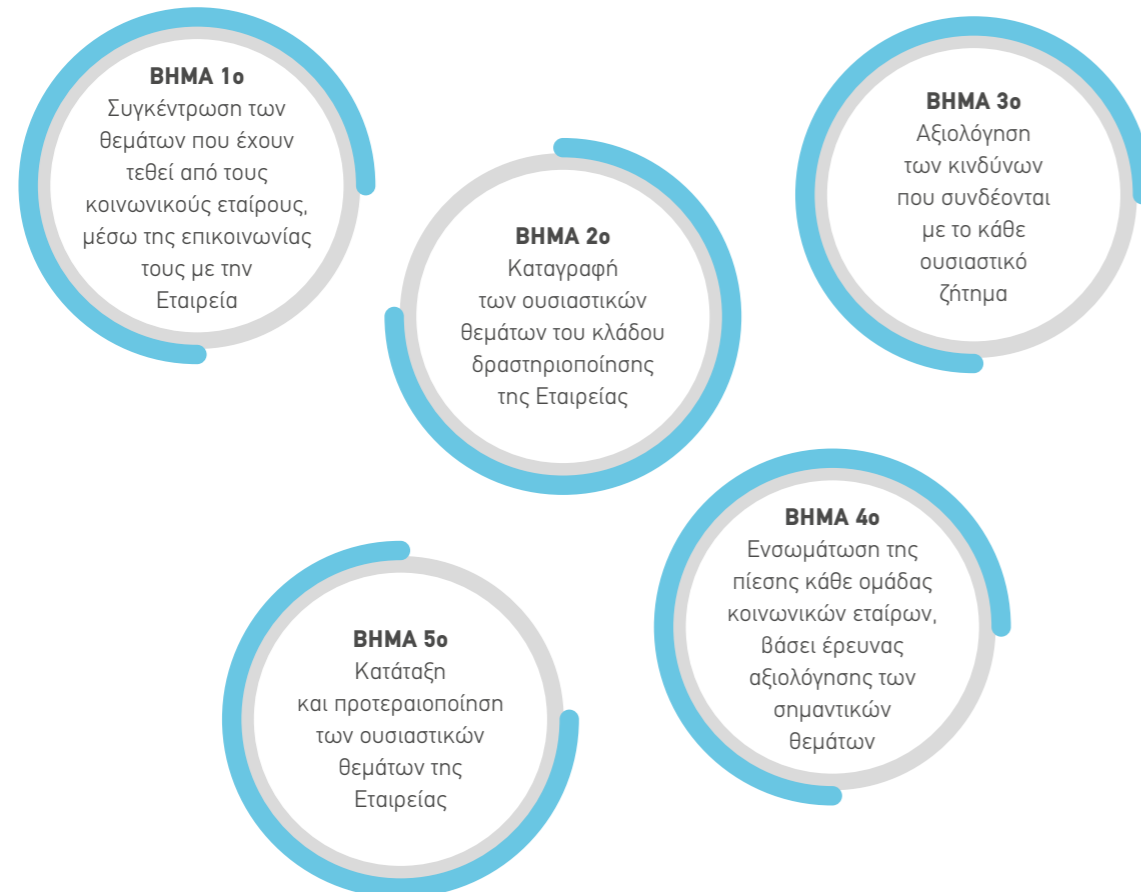 ΒΗΜΑ 1ο
Συγκέντρωση των
θεμάτων που έχουν
τεθεί από τους
κοινωνικούς εταίρους,
μέσω της επικοινωνίας
τους με την
Εταιρεία
ΒΗΜΑ 2ο
Καταγραφή
των ουσιαστικών
θεμάτων του κλάδου
δραστηριοποίησης
της Εταιρείας
ΒΗΜΑ 3ο
Αξιολόγηση
των κινδύνων
που συνδέονται
με το κάθε
ουσιαστικό
ζήτημα
ΒΗΜΑ 4ο
Ενσωμάτωση της
πίεσης κάθε ομάδας
κοινωνικών εταίρων,
βάσει έρευνας
αξιολόγησης των
σημαντικών
θεμάτων
ΒΗΜΑ 5ο
Κατάταξη
και προτεραιοποίηση
των ουσιαστικών
θεμάτων της
Εταιρείας